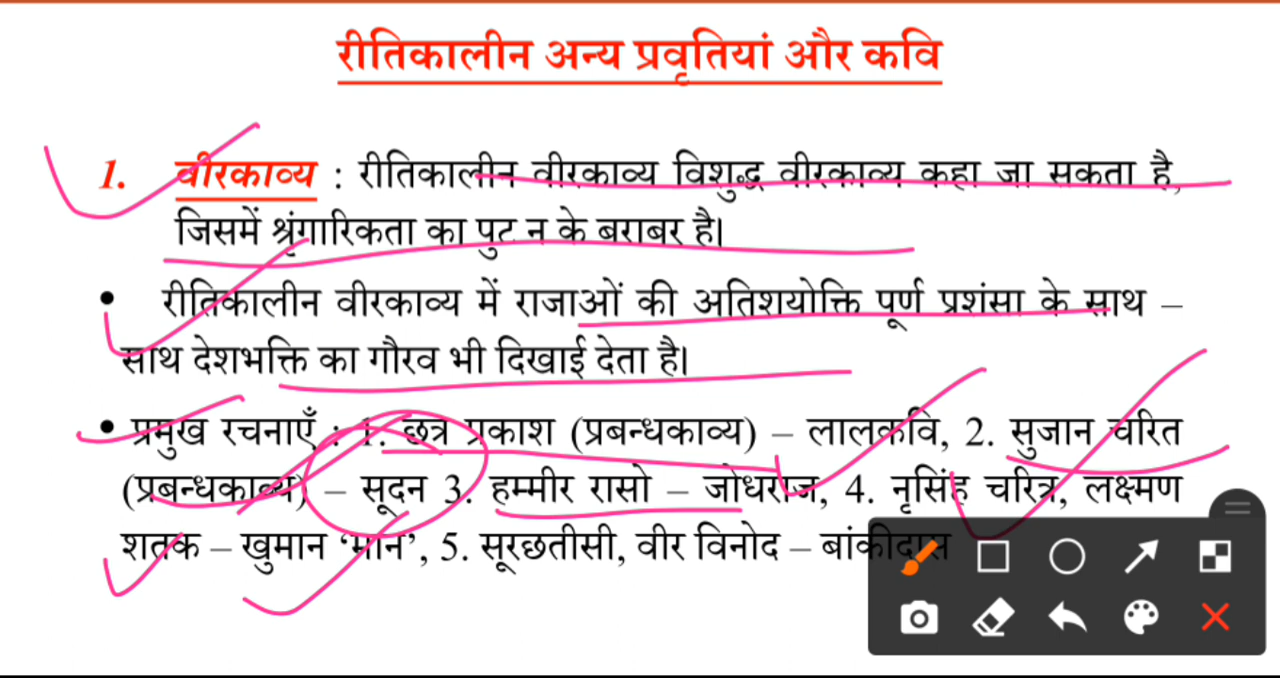 रीतिकालीन अन्य प्रवृतियां और कवि
1. वीरकाव्य : रीतिकालीन वीरकाव्य विशुद्ध वीरकाव्य कहा जा सकता है,
जिसमें श्रृंगारिकता का पुट न के बराबर है।
• रीतिकालीन वीरकाव्य में राजाओं की अतिशयोक्ति पूर्ण प्रशंसा के साथ –
साथ देशभक्ति का गौरव भी दिखाई देता है।
• प्रमुख रचनाएँ : 1. छत्र प्रकाश (प्रबन्धकाव्य) – लालकवि, 2. सुजान चरित
(प्रबन्धकाव्य) – सूदन 3. हम्मीर रासो – जोधराज, 4. नृसिंह चरित्र, लक्ष्मण
शतक – खुमान ‘मान’, 5. सूरछतीसी, वीर विनोद – बांकीदास